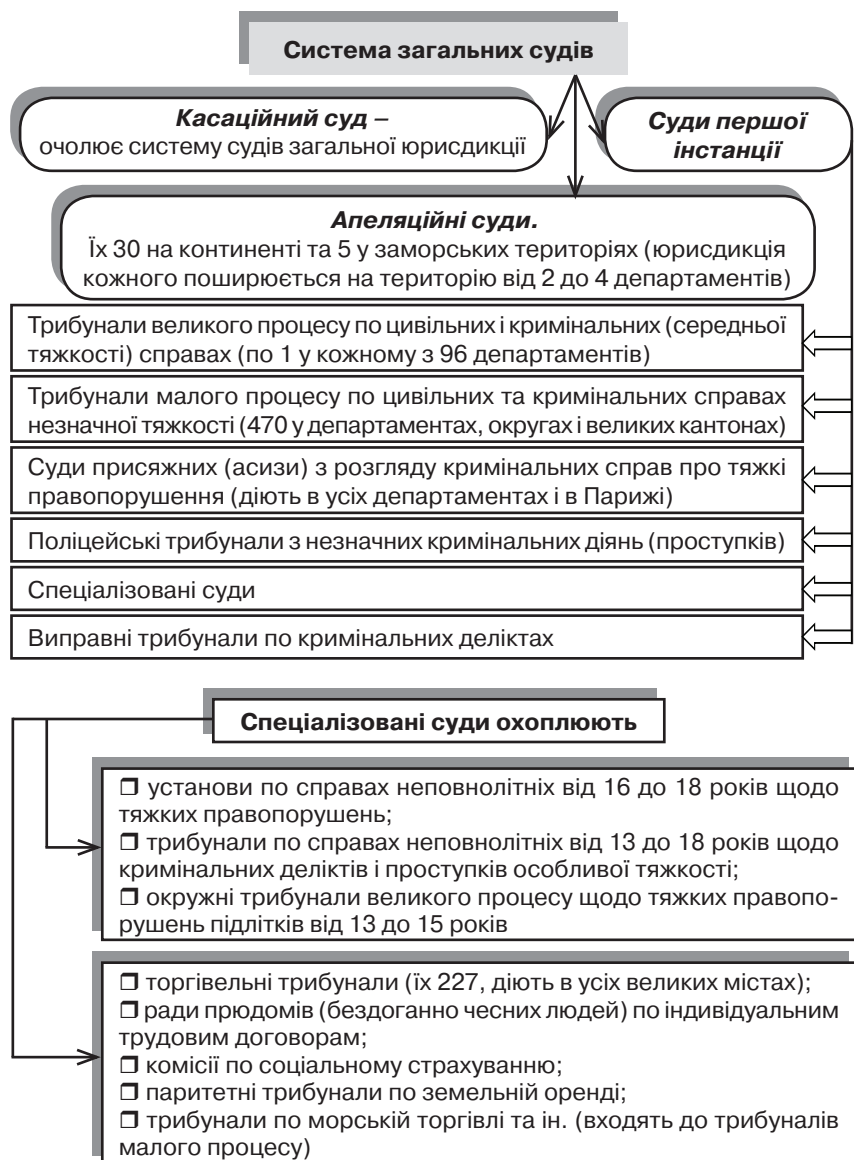 Система загальних судів
Касаційний суд –
очолює систему судів загальної юрисдикції
Суди першої
інстанції
Апеляційні суди.
Їх 30 на континенті та 5 у заморських територіях (юрисдикція
кожного поширюється на територію від 2 до 4 департаментів)
Трибунали великого процесу по цивільних і кримінальних (середньої
тяжкості) справах (по 1 у кожному з 96 департаментів)
Трибунали малого процесу по цивільних та кримінальних справах
незначної тяжкості (470 у департаментах, округах і великих кантонах)
Суди присяжних (асизи) з розгляду кримінальних справ про тяжкі
правопорушення (діють в усіх департаментах і в Парижі)
Поліцейські трибунали з незначних кримінальних діянь (проступків)
Спеціалізовані суди
Виправні трибунали по кримінальних деліктах
Спеціалізовані суди охоплюють
❒ установи по справах неповнолітніх від 16 до 18 років щодо
тяжких правопорушень;
❒ трибунали по справах неповнолітніх від 13 до 18 років щодо
кримінальних деліктів і проступків особливої тяжкості;
❒ окружні трибунали великого процесу щодо тяжких правопо-
рушень підлітків від 13 до 15 років
❒ торгівельні трибунали (їх 227, діють в усіх великих містах);
❒ ради прюдомів (бездоганно чесних людей) по індивідуальним
трудовим договорам;
❒ комісії по соціальному страхуванню;
❒ паритетні трибунали по земельній оренді;
❒ трибунали по морській торгівлі та ін. (входять до трибуналів
малого процесу)